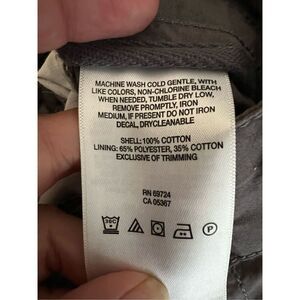 MACHINE WASH COLD GENTLE, WITH
LIKE COLORS, NON-CHLORINE BLEACH
WHEN NEEDED, TUMBLE DRY LOW,
REMOVE PROMPTLY, IRON
MEDIUM, IF PRESENT DO NOT IRON
DECAL, DRYCLEANABLE
SHELL: 100% COTTON
LINING: 65% POLYESTER, 35% COTTON
EXCLUSIVE OF TRIMMING
RN 69724
CA 05367
30C P